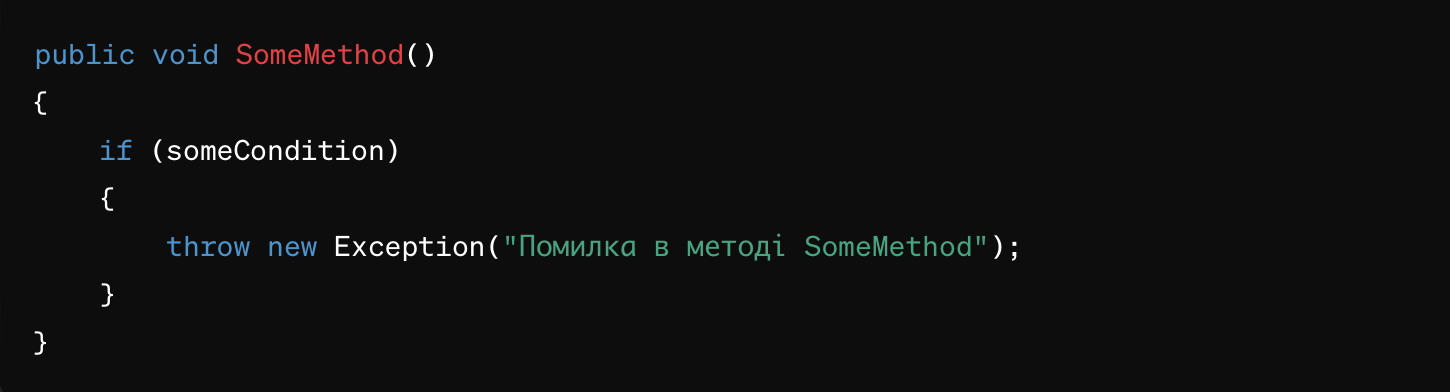 public void SomeMethod()
{
    if (someCondition)
    {
        throw new Exception("Помилка в методі SomeMethod");
    }
}